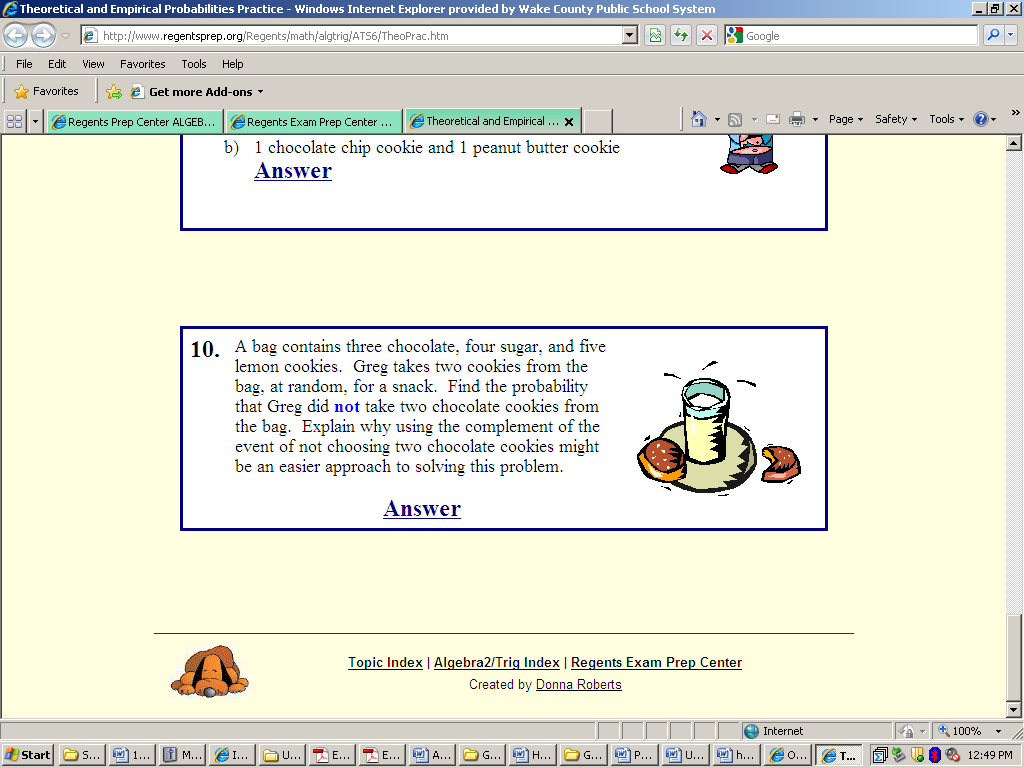 Theoretical and Empirical Probabilities Practice - Windows Internet Explorer provided by Wake County Public School System
http://www.regentsprep.org/Regents/math/algtrig/ATS6/TheoPrac.htm
Google
File Edit View Favorites Tools Help
Favorites Get more Add-ons
Regents Prep Center ALGEB... Regents Exam Prep Center ... Theoretical and Empirical ... Page Safety Tools
b) 1 chocolate chip cookie and 1 peanut butter cookie
Answer
10. A bag contains three chocolate, four sugar, and five
lemon cookies. Greg takes two cookies from the
bag, at random, for a snack. Find the probability
that Greg did not take two chocolate cookies from
the bag. Explain why using the complement of the
event of not choosing two chocolate cookies might
be an easier approach to solving this problem.
Answer
Topic Index | Algebra2/Trig Index | Regents Exam Prep Center
Created by Donna Roberts
Internet 100%
Start S... 1... M... I... U... E... E... A... G... H... G... P... U... h... O... T... 12:49 PM